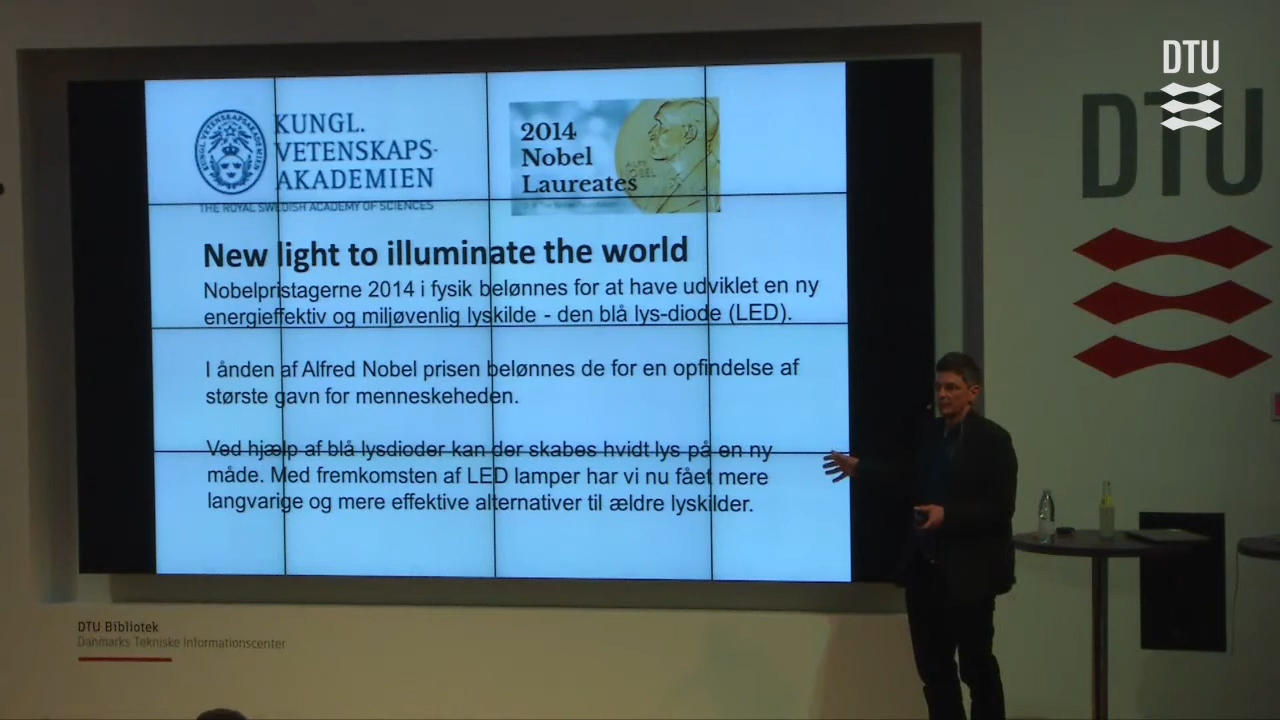 DTU
DTU
KUNGL.
VETENSKAPS-
AKADEMIEN
THE ROYAL SWEDISH ACADEMY OF SCIENCES
2014
Nobel
Laureates
New light to illuminate the world
Nobelpristagerne 2014 i fysik belønnes for at have udviklet en ny
energieffektiv og miljøvenlig lyskilde - den blå lys-diode (LED).
I ånden af Alfred Nobel prisen belønnes de for en opfindelse af
største gavn for menneskeheden.
Ved hjælp af blå lysdioder kan der skabes hvidt lys på en ny
måde. Med fremkomsten af LED lamper har vi nu fået mere
langvarige og mere effektive alternativer til ældre lyskilder.
DTU Bibliotek
Danmarks Tekniske Informationscenter